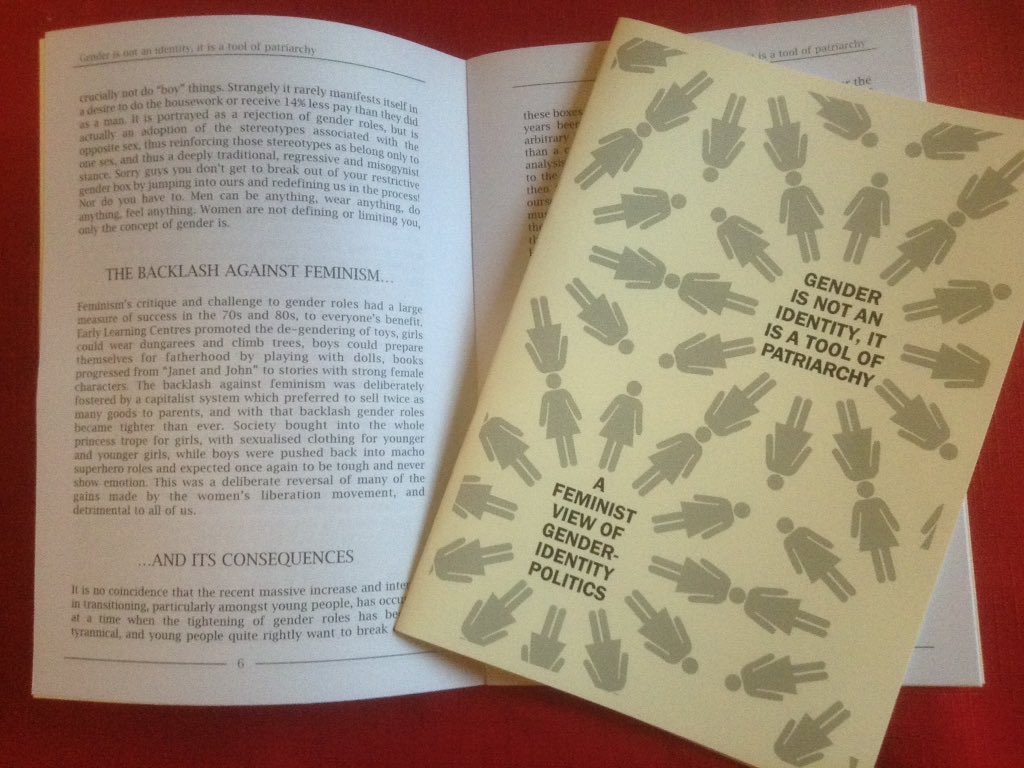 Gender is not an identity, it is a tool of patriarchy
crucially not do "boy" things. Strangely it rarely manifests itself in
a desire to do the housework or receive 14% less pay than they did
as a man. It is portrayed as a rejection of gender roles, but is
actually an adoption of the stereotypes associated with the
opposite sex, thus reinforcing those stereotypes as belong only to
one sex, and thus a deeply traditional, regressive and misogynist
stance. Sorry guys you don't get to break out of your restrictive
gender box by jumping into ours and redefining us in the process!
Nor do you have to. Men can be anything, wear anything, do
anything, feel anything. Women are not defining or limiting you,
only the concept of gender is.
THE BACKLASH AGAINST FEMINISM...
Feminism's critique and challenge to gender roles had a large
measure of success in the 70s and 80s, to everyone's benefit.
Early Learning Centres promoted the de-gendering of toys, girls
could wear dungarees and climb trees, boys could prepare
themselves for fatherhood by playing with dolls, books
progressed from "Janet and John" to stories with strong female
characters. The backlash against feminism was deliberately
fostered by a capitalist system which preferred to sell twice as
many goods to parents, and with that backlash gender roles
became tighter than ever. Society bought into the whole
princess trope for girls, with sexualised clothing for younger
and younger girls, while boys were pushed back into macho
superhero roles and expected once again to be tough and never
show emotion. This was a deliberate reversal of many of the
gains made by the women's liberation movement, and
detrimental to all of us.
...AND ITS CONSEQUENCES
It is no coincidence that the recent massive increase and
in transitioning, particularly amongst young people, has
at a time when the tightening of gender roles has
tyrannical, and young people quite rightly want to break
6
is a tool of patriarchy
the
these boxes
years been
arbitrary
than a
analysis
to the
then
GENDER
IS NOT AN
IDENTITY, IT
IS A TOOL OF
PATRIARCHY
A
FEMINIST
VIEW OF
GENDER-
IDENTITY
POLITICS